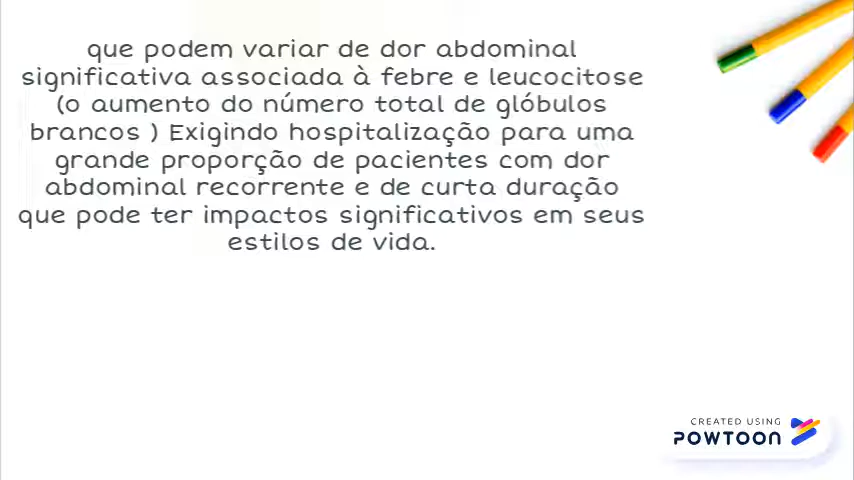 que podem variar de dor abdominal
significativa associada à febre e leucocitose
(o aumento do número total de glóbulos
brancos ) Exigindo hospitalização para uma
grande proporção de pacientes com dor
abdominal recorrente e de curta duração
que pode ter impactos significativos em seus
estilos de vida.
CREATED USING
POWTOON